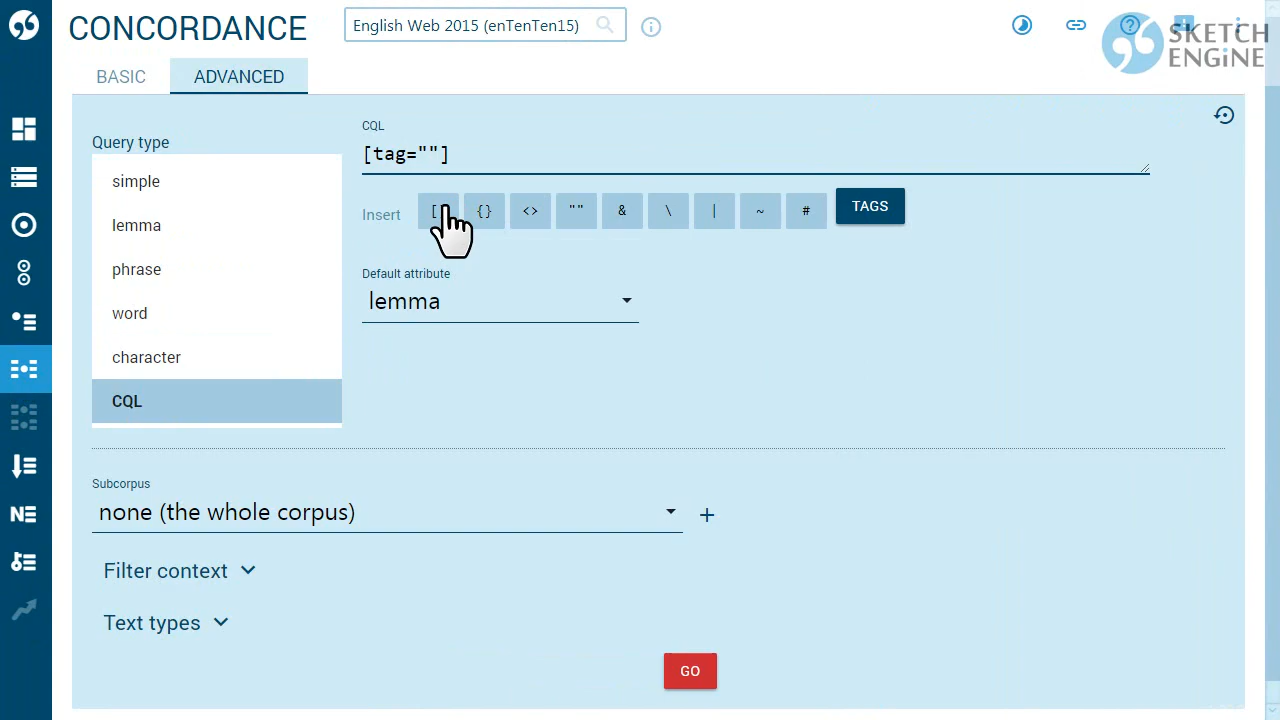 CONCORDANCE
English Web 2015 (enTenTen15)
SKETCH
ENGINE
BASIC
ADVANCED
Query type
simple
lemma
phrase
word
character
CQL
CQL
[tag=""]
Insert
[
{}
<>
""
&
\
|
~
#
TAGS
Default attribute
lemma
Subcorpus
none (the whole corpus)
+
Filter context
Text types
GO